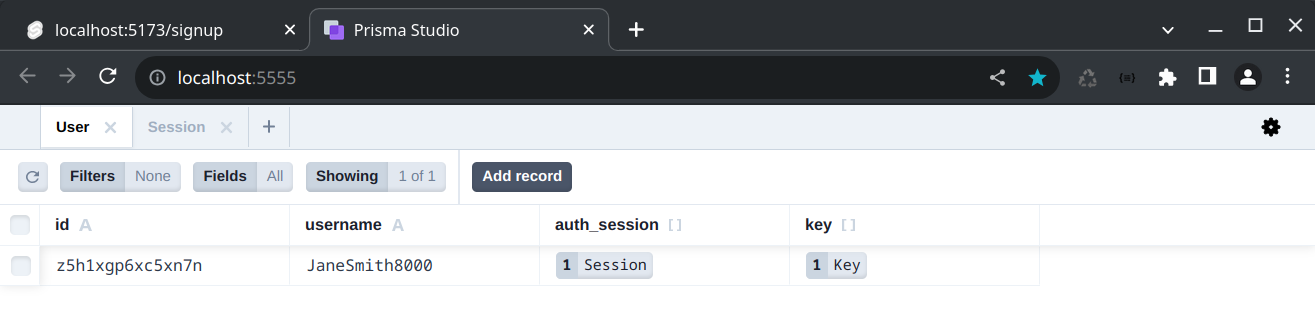 localhost:5173/signup Prisma Studio
localhost:5555
User Session
Filters None Fields All Showing 1 of 1 Add record
id A username A auth_session [] key []
z5h1xgp6xc5xn7n JaneSmith8000 1 Session 1 Key